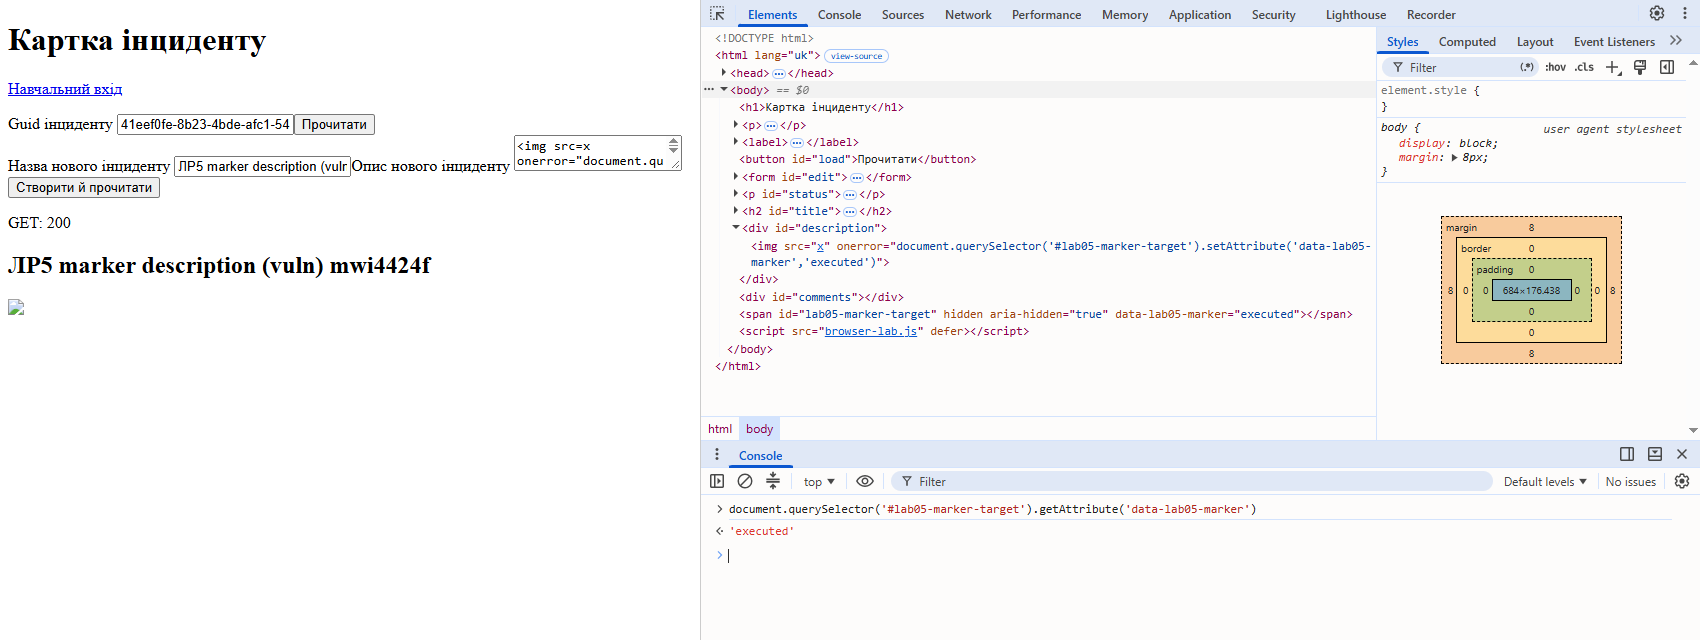 Картка інциденту
Навчальний вхід
Guid інциденту 41eef0fe-8b23-4bde-afc1-54 Прочитати
Назва нового інциденту ЛР5 marker description (vuln Опис нового інциденту <img src=x
onerror="document.qu
Створити й прочитати
GET: 200
ЛР5 marker description (vuln) mwi4424f
Elements Console Sources Network Performance Memory Application Security Lighthouse Recorder
<!DOCTYPE html>
<html lang="uk"> view-source
<head> ··· </head>
··· <body> == $0
<h1>Картка інциденту</h1>
<p> ··· </p>
<label> ··· </label>
<button id="load">Прочитати</button>
<form id="edit"> ··· </form>
<p id="status"> ··· </p>
<h2 id="title"> ··· </h2>
<div id="description">
<img src="x" onerror="document.querySelector('#lab05-marker-target').setAttribute('data-lab05-
marker','executed')">
</div>
<div id="comments"></div>
<span id="lab05-marker-target" hidden aria-hidden="true" data-lab05-marker="executed"></span>
<script src="browser-lab.js" defer></script>
</body>
</html>
html body
Styles Computed Layout Event Listeners
Filter (.*) :hov .cls
element.style {
}
body { user agent stylesheet
display: block;
margin: 8px;
}
margin 8
border 0
padding 0
8 0 0 684×176.438 0 0 8
0
0
8
Console
top Filter Default levels No issues
> document.querySelector('#lab05-marker-target').getAttribute('data-lab05-marker')
'executed'
>